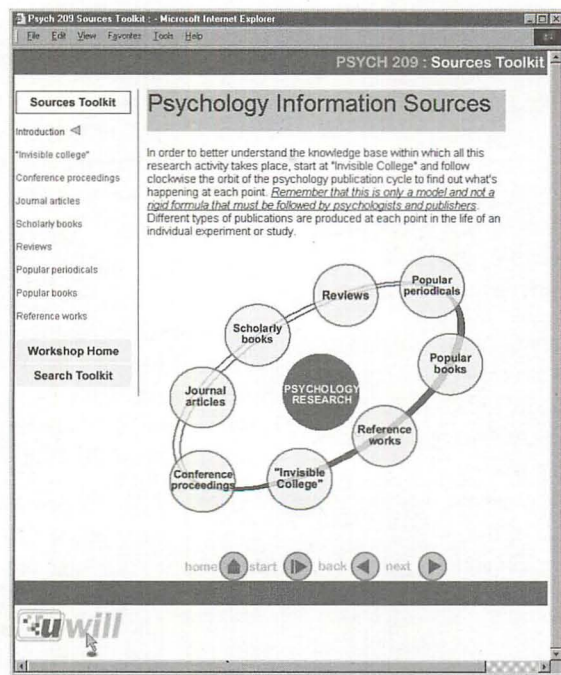 Psych 209 Sources Toolkit : - Microsoft Internet Explorer
File Edit View Favorites Tools Help
PSYCH 209 : Sources Toolkit
Sources Toolkit
Introduction
"Invisible college"
Conference proceedings
Journal articles
Scholarly books
Reviews
Popular periodicals
Popular books
Reference works
Workshop Home
Search Toolkit
Psychology Information Sources
In order to better understand the knowledge base within which all this
research activity takes place, start at "Invisible College" and follow
clockwise the orbit of the psychology publication cycle to find out what's
happening at each point. Remember that this is only a model and not a
rigid formula that must be followed by psychologists and publishers.
Different types of publications are produced at each point in the life of an
individual experiment or study.
Popular
periodicals
Reviews
Scholarly
books
Popular
books
Journal
articles
PSYCHOLOGY
RESEARCH
Reference
works
Conference
proceedings
"Invisible
College"
home start back next
uwill